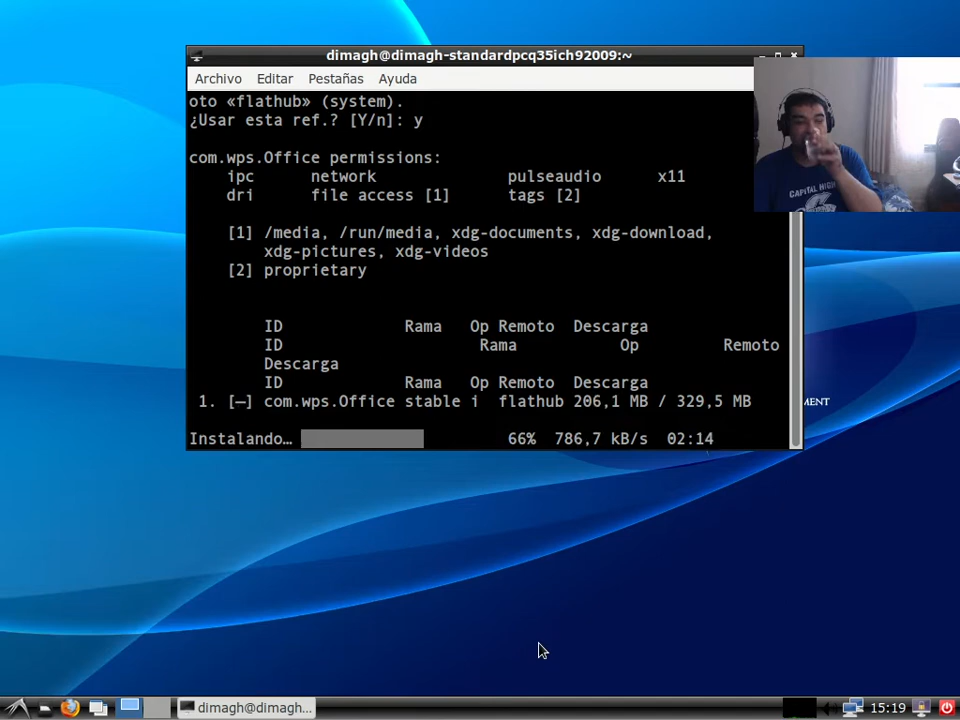 dimagh@dimagh-standardpcq35ich92009:~
Archivo Editar Pestañas Ayuda
oto «flathub» (system).
¿Usar esta ref.? [Y/n]: y
com.wps.Office permissions:
ipc network pulseaudio x11
dri file access [1] tags [2]
[1] /media, /run/media, xdg-documents, xdg-download,
xdg-pictures, xdg-videos
[2] proprietary
ID Rama Op Remoto Descarga
ID Rama Op Remoto
Descarga
ID Rama Op Remoto Descarga
1. [—] com.wps.Office stable i flathub 206,1 MB / 329,5 MB
Instalando… 66% 786,7 kB/s 02:14
CAPITAL HIGH
MENT
dimagh@dimagh...
15:19